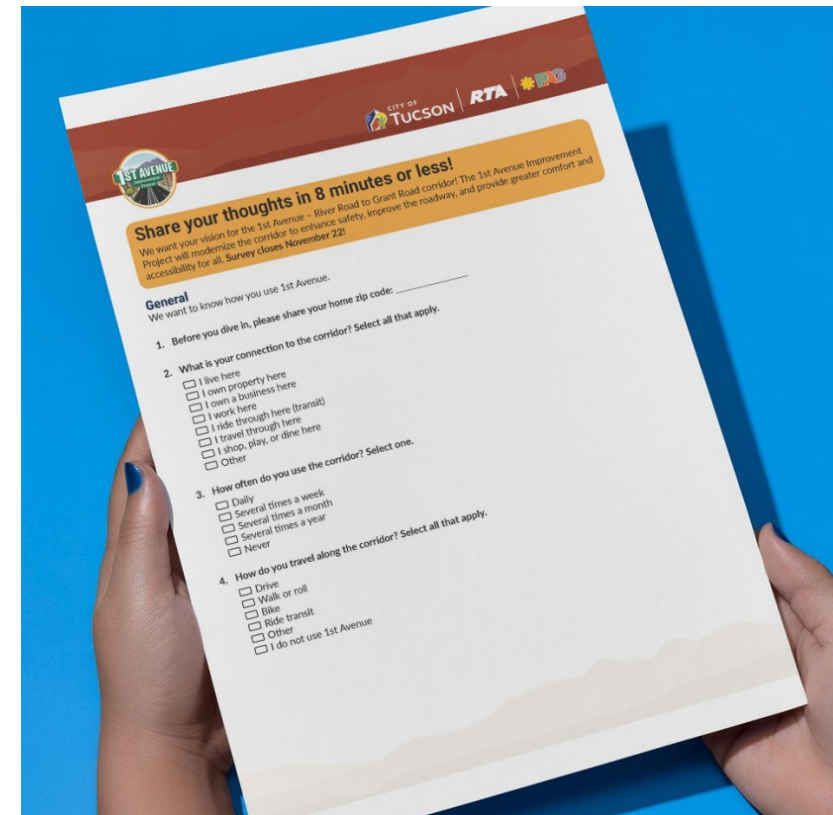 CITY OF
TUCSON
RTA
PAG
1ST AVENUE
Share your thoughts in 8 minutes or less!
We want your vision for the 1st Avenue – River Road to Grant Road corridor! The 1st Avenue Improvement
Project will modernize the corridor to enhance safety, improve the roadway, and provide greater comfort and
accessibility for all. Survey closes November 22!
General
We want to know how you use 1st Avenue.
1. Before you dive in, please share your home zip code:
2. What is your connection to the corridor? Select all that apply.
I live here
I own property here
I own a business here
I work here
I ride through here (transit)
I travel through here
I shop, play, or dine here
Other
3. How often do you use the corridor? Select one.
Daily
Several times a week
Several times a month
Several times a year
Never
4. How do you travel along the corridor? Select all that apply.
Drive
Walk or roll
Bike
Ride transit
Other
I do not use 1st Avenue